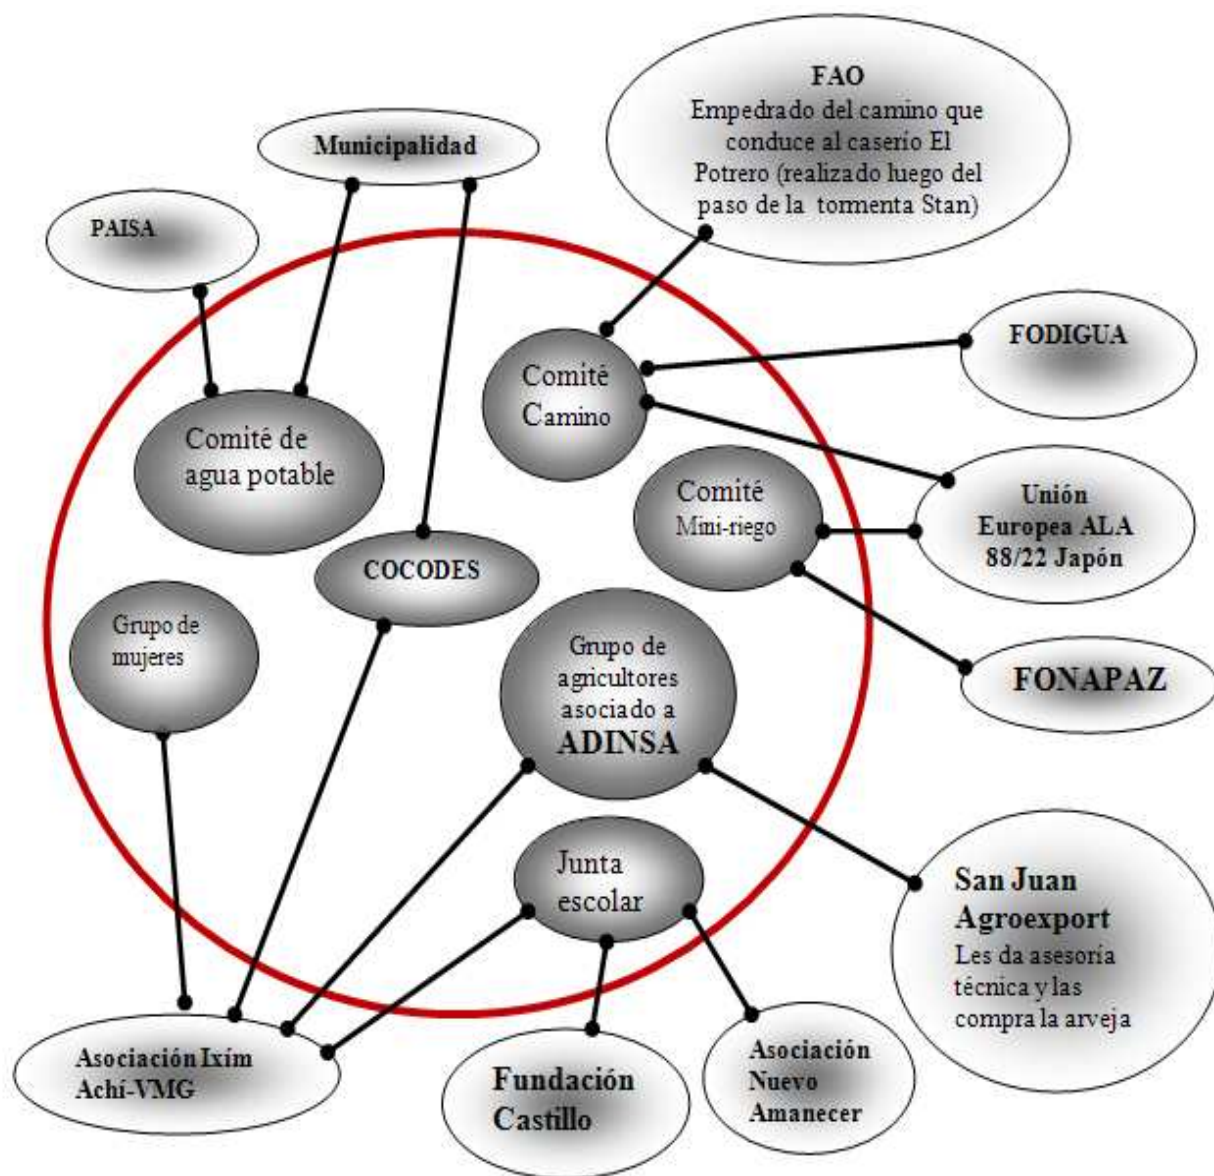 FAO
Empedrado del camino que
conduce al caserío El
Potrero (realizado luego del
paso de la tormenta Stan)
Municipalidad
PAISA
FODIGUA
Comité
Camino
Comité de
agua potable
Comité
Mini-riego
Unión
Europea ALA
88/22 Japón
COCODES
Grupo de
mujeres
Grupo de
agricultores
asociado a
ADINSA
FONAPAZ
Junta
escolar
San Juan
Agroexport
Les da asesoría
técnica y las
compra la arveja
Asociación Ixím
Achí-VMG
Fundación
Castillo
Asociación
Nuevo
Amanecer